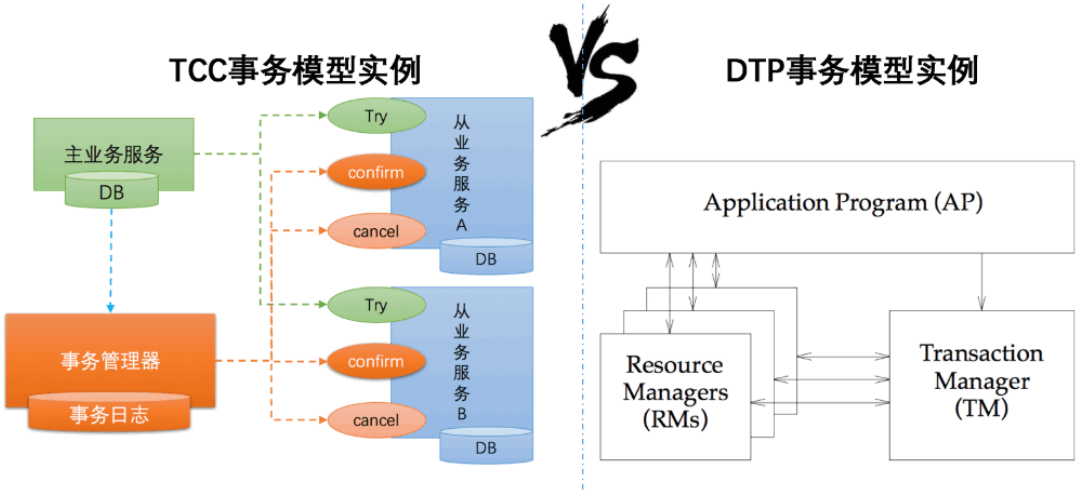 TCC事务模型实例
VS
DTP事务模型实例
主业务服务
DB
Try
confirm
cancel
从业务服务A
DB
事务管理器
事务日志
Try
confirm
cancel
从业务服务B
DB
Application Program (AP)
Resource
Managers
(RMs)
Transaction
Manager
(TM)